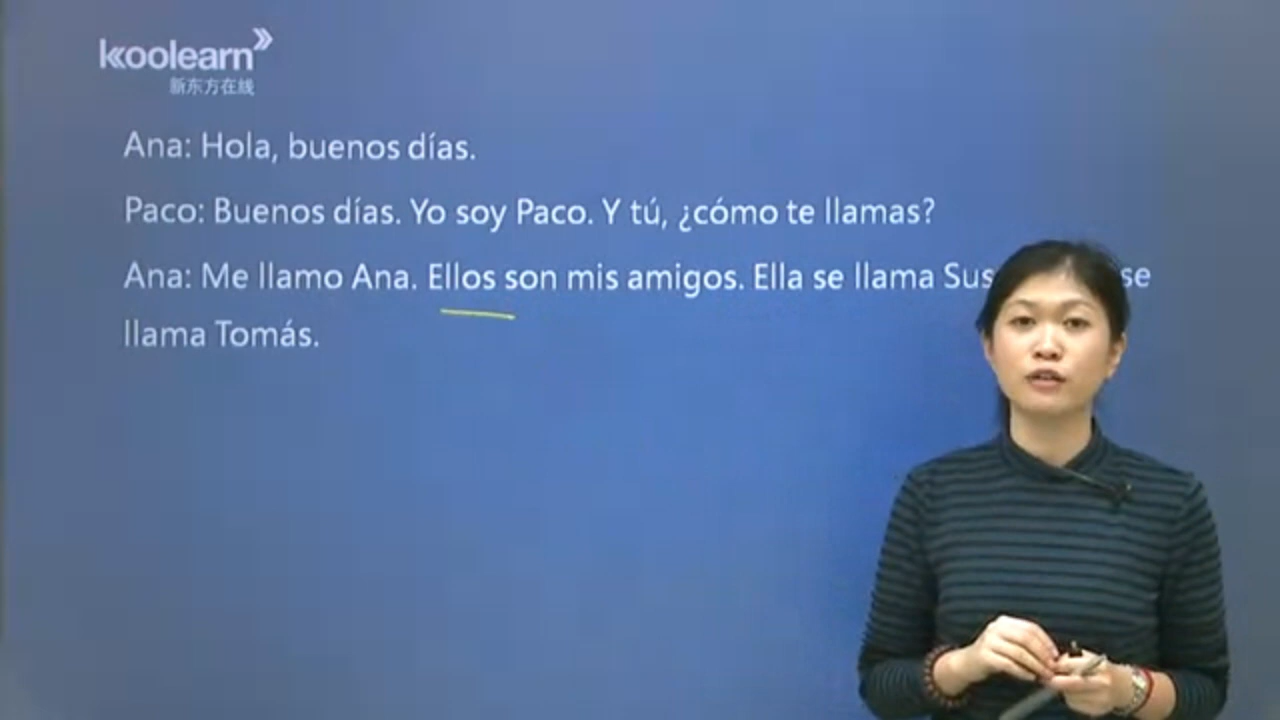 koolearn
新东方在线
Ana: Hola, buenos días.
Paco: Buenos días. Yo soy Paco. Y tú, ¿cómo te llamas?
Ana: Me llamo Ana. Ellos son mis amigos. Ella se llama Sus se
llama Tomás.